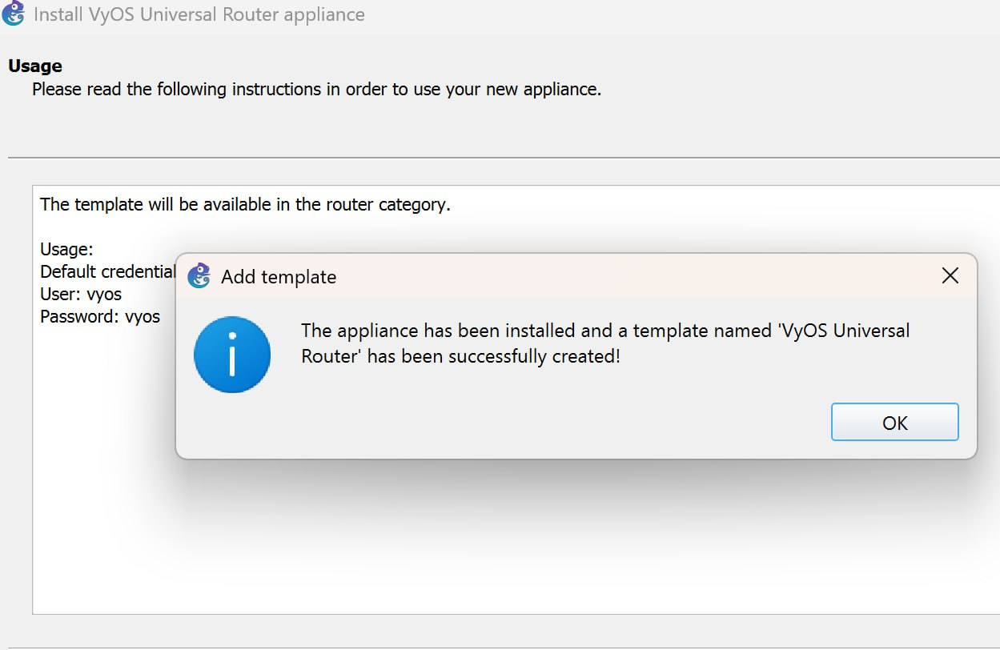 Install VyOS Universal Router appliance
Usage
Please read the following instructions in order to use your new appliance.
The template will be available in the router category.
Usage:
Default credential
User: vyos
Password: vyos
Add template
The appliance has been installed and a template named 'VyOS Universal
Router' has been successfully created!
OK